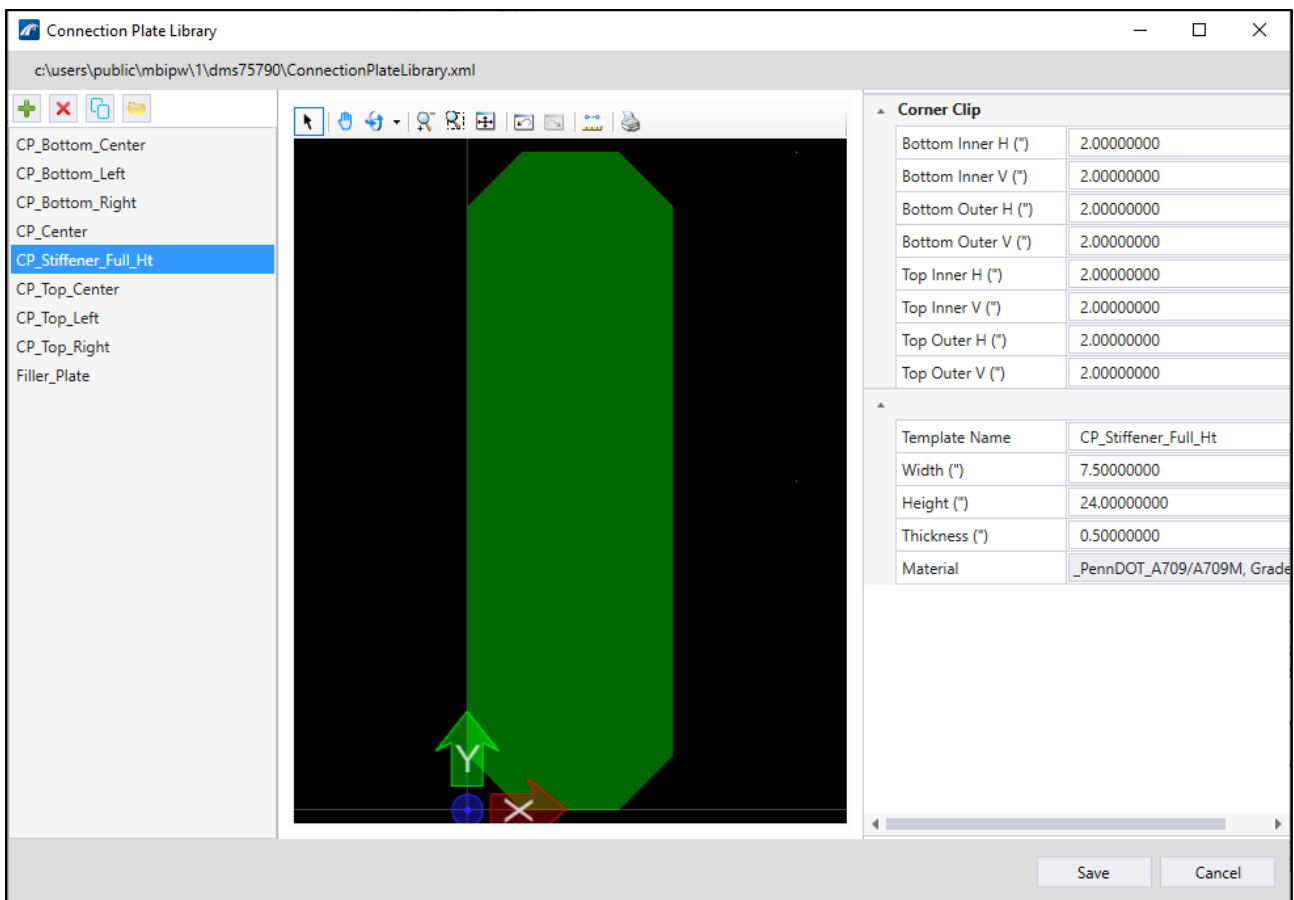 Connection Plate Library
c:\users\public\mbipw\1\dms75790\ConnectionPlateLibrary.xml
CP_Bottom_Center
CP_Bottom_Left
CP_Bottom_Right
CP_Center
CP_Stiffener_Full_Ht
CP_Top_Center
CP_Top_Left
CP_Top_Right
Filler_Plate
Y
X
Corner Clip
Bottom Inner H (") 2.00000000
Bottom Inner V (") 2.00000000
Bottom Outer H (") 2.00000000
Bottom Outer V (") 2.00000000
Top Inner H (") 2.00000000
Top Inner V (") 2.00000000
Top Outer H (") 2.00000000
Top Outer V (") 2.00000000
Template Name CP_Stiffener_Full_Ht
Width (") 7.50000000
Height (") 24.00000000
Thickness (") 0.50000000
Material _PennDOT_A709/A709M, Grade
Save Cancel